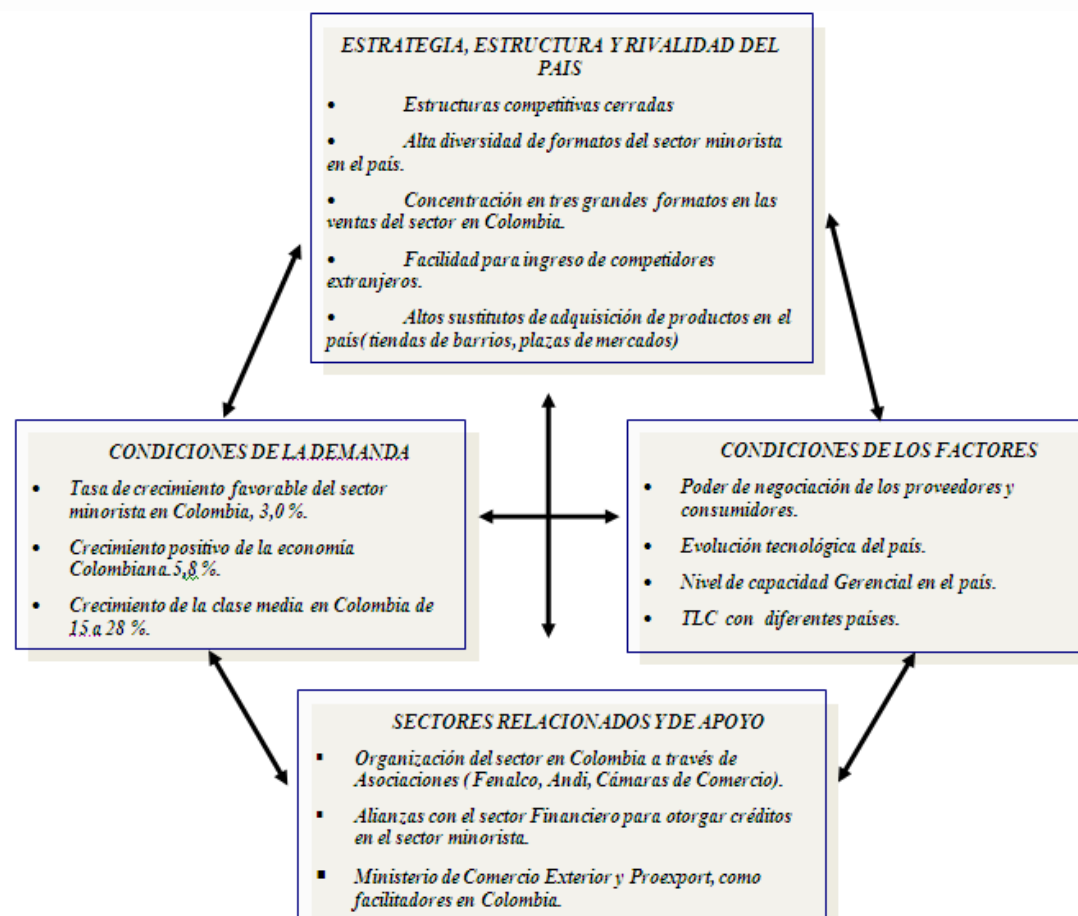 ESTRATEGIA, ESTRUCTURA Y RIVALIDAD DEL
PAIS
• Estructuras competitivas cerradas
• Alta diversidad de formatos del sector minorista
en el país.
• Concentración en tres grandes formatos en las
ventas del sector en Colombia.
• Facilidad para ingreso de competidores
extranjeros.
• Altos sustitutos de adquisición de productos en el
país( tiendas de barrios, plazas de mercados)
CONDICIONES DE LA DEMANDA
• Tasa de crecimiento favorable del sector
minorista en Colombia, 3,0 %.
• Crecimiento positivo de la economía
Colombiana 5,8 %.
• Crecimiento de la clase media en Colombia de
15 a 28 %.
CONDICIONES DE LOS FACTORES
• Poder de negociación de los proveedores y
consumidores.
• Evolución tecnológica del país.
• Nivel de capacidad Gerencial en el país.
• TLC con diferentes países.
SECTORES RELACIONADOS Y DE APOYO
▪ Organización del sector en Colombia a través de
Asociaciones ( Fenalco, Andi, Cámaras de Comercio).
▪ Alianzas con el sector Financiero para otorgar créditos
en el sector minorista.
▪ Ministerio de Comercio Exterior y Proexport, como
facilitadores en Colombia.